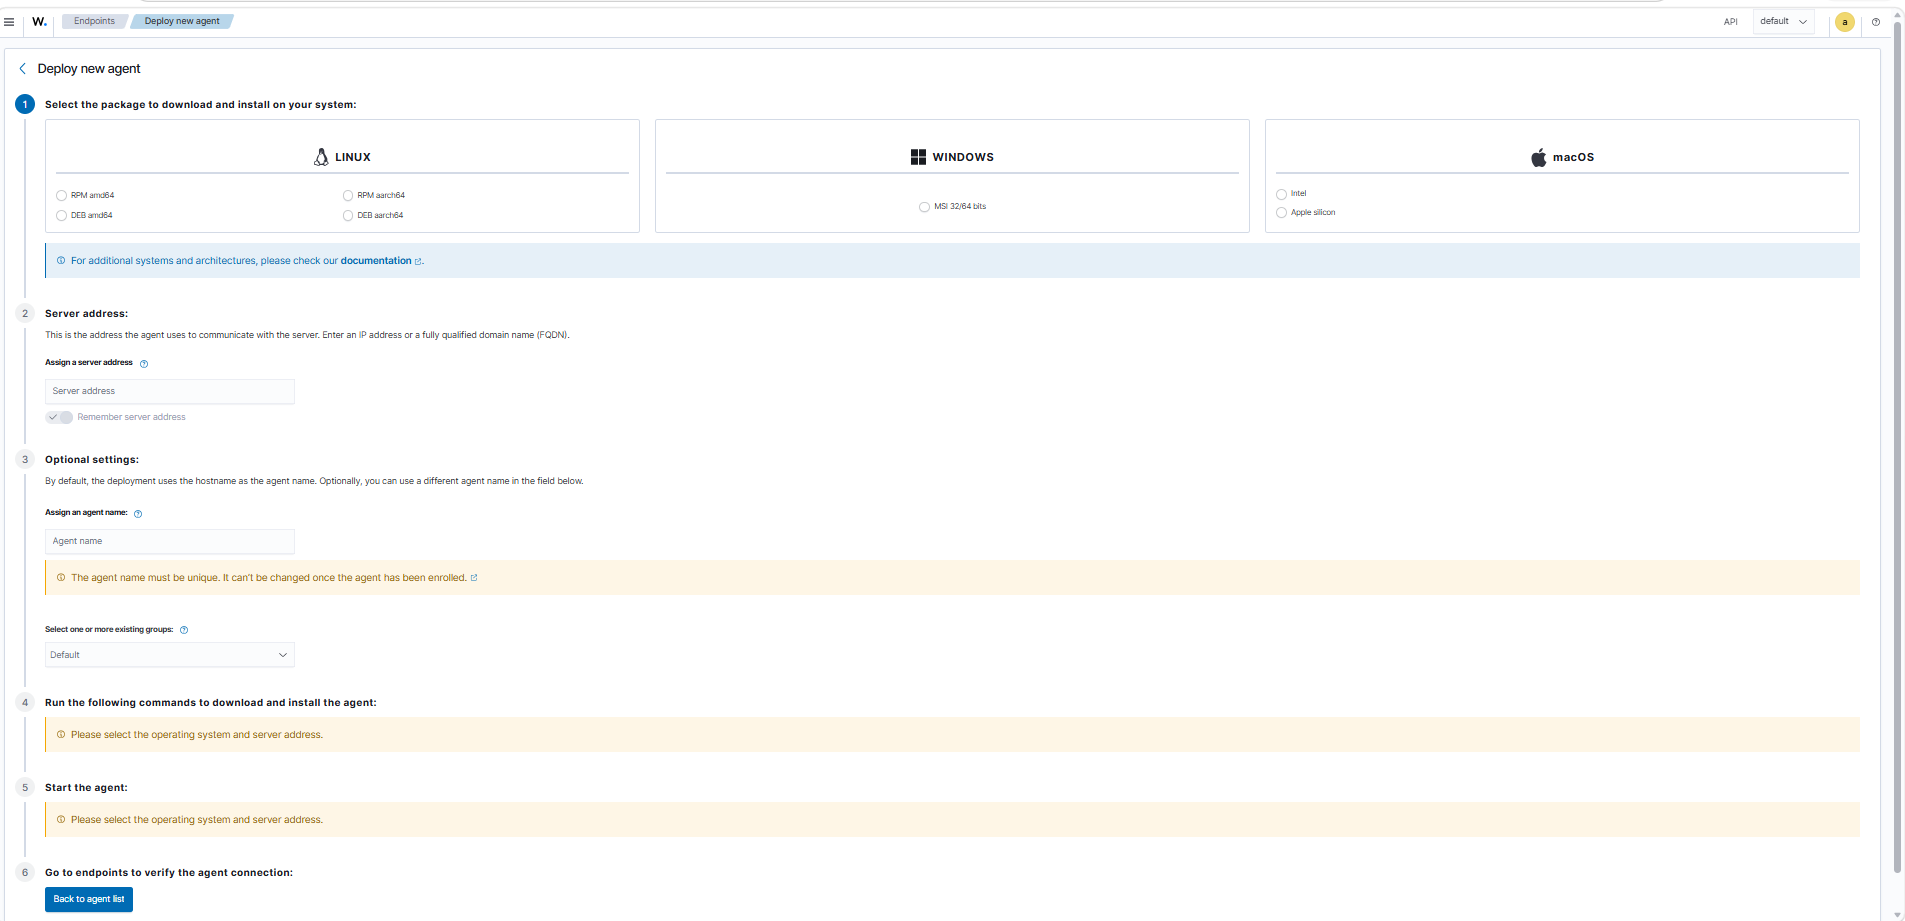 W.
Endpoints
Deploy new agent
API
default
a
Deploy new agent
1
Select the package to download and install on your system:
LINUX
RPM amd64
RPM aarch64
DEB amd64
DEB aarch64
WINDOWS
MSI 32/64 bits
macOS
Intel
Apple silicon
For additional systems and architectures, please check our documentation.
2
Server address:
This is the address the agent uses to communicate with the server. Enter an IP address or a fully qualified domain name (FQDN).
Assign a server address
Server address
Remember server address
3
Optional settings:
By default, the deployment uses the hostname as the agent name. Optionally, you can use a different agent name in the field below.
Assign an agent name:
Agent name
The agent name must be unique. It can't be changed once the agent has been enrolled.
Select one or more existing groups:
Default
4
Run the following commands to download and install the agent:
Please select the operating system and server address.
5
Start the agent:
Please select the operating system and server address.
6
Go to endpoints to verify the agent connection:
Back to agent list